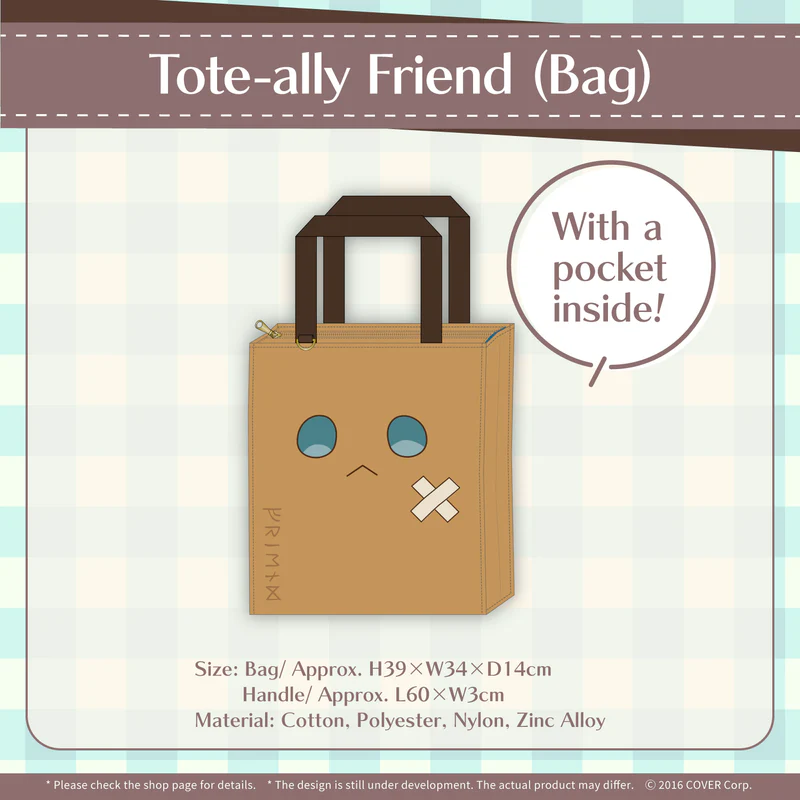 Tote-ally Friend (Bag)
With a
pocket
inside!
Size: Bag/ Approx. H39×W34×D14cm
Handle/ Approx. L60×W3cm
Material: Cotton, Polyester, Nylon, Zinc Alloy
* Please check the shop page for details. * The design is still under development. The actual product may differ. © 2016 COVER Corp.